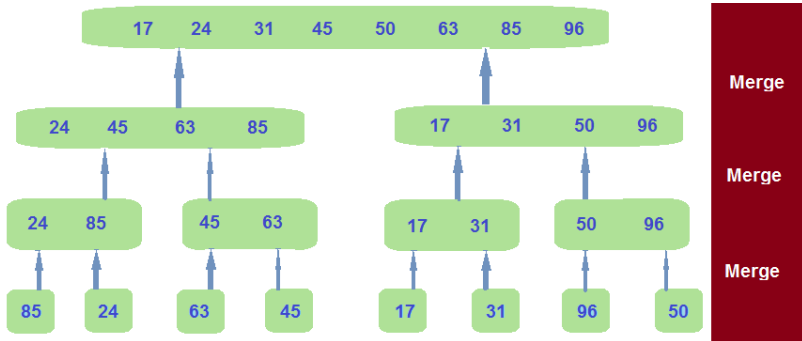 17 24 31 45 50 63 85 96
Merge
24 45 63 85 17 31 50 96
Merge
24 85 45 63 17 31 50 96
Merge
85 24 63 45 17 31 96 50